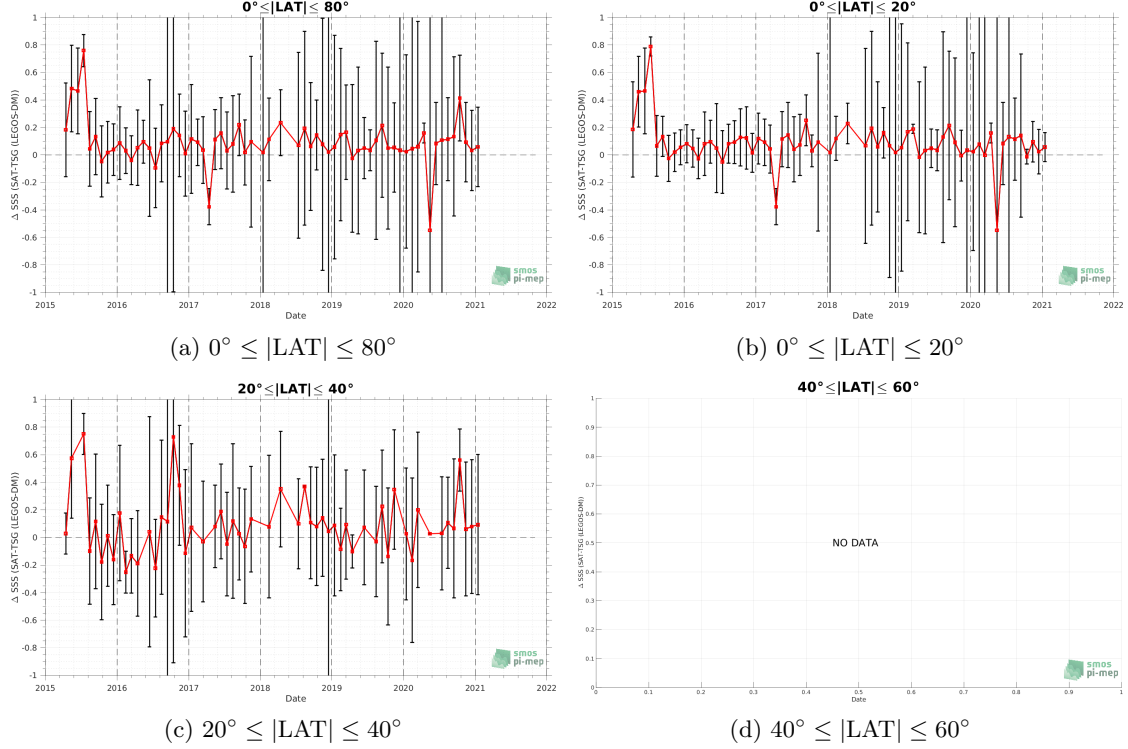 0°≤|LAT|≤ 80°
Δ SSS (SAT-TSG (LEGOS-DM))
1
0.8
0.6
0.4
0.2
0
-0.2
-0.4
-0.6
-0.8
-1
2015 2016 2017 2018 2019 2020 2021 2022
Date
smos
pi-mep
(a) 0° ≤ |LAT| ≤ 80°
0°≤|LAT|≤ 20°
Δ SSS (SAT-TSG (LEGOS-DM))
1
0.8
0.6
0.4
0.2
0
-0.2
-0.4
-0.6
-0.8
-1
2015 2016 2017 2018 2019 2020 2021 2022
Date
smos
pi-mep
(b) 0° ≤ |LAT| ≤ 20°
20°≤|LAT|≤ 40°
Δ SSS (SAT-TSG (LEGOS-DM))
1
0.8
0.6
0.4
0.2
0
-0.2
-0.4
-0.6
-0.8
-1
2015 2016 2017 2018 2019 2020 2021 2022
Date
smos
pi-mep
(c) 20° ≤ |LAT| ≤ 40°
40°≤|LAT|≤ 60°
Δ SSS (SAT-TSG (LEGOS-DM))
1
0.9
0.8
0.7
0.6
0.5
0.4
0.3
0.2
0.1
0
NO DATA
0 0.1 0.2 0.3 0.4 0.5 0.6 0.7 0.8 0.9 1
Date
smos
pi-mep
(d) 40° ≤ |LAT| ≤ 60°